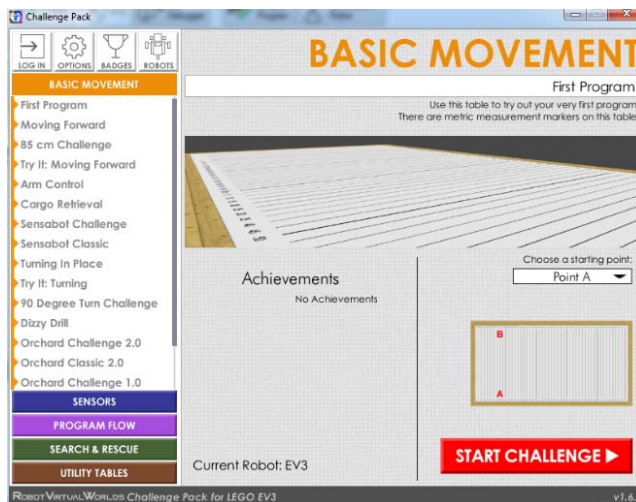 Challenge Pack
LOG IN
OPTIONS
BADGES
ROBOTS
BASIC MOVEMENT
First Program
Moving Forward
85 cm Challenge
Try It: Moving Forward
Arm Control
Cargo Retrieval
Sensabot Challenge
Sensabot Classic
Turning In Place
Try It: Turning
90 Degree Turn Challenge
Dizzy Drill
Orchard Challenge 2.0
Orchard Classic 2.0
Orchard Challenge 1.0
SENSORS
PROGRAM FLOW
SEARCH & RESCUE
UTILITY TABLES
BASIC MOVEMENT
First Program
Use this table to try out your very first program
There are metric measurement markers on this table
Achievements
No Achievements
Choose a starting point:
Point A
B
A
Current Robot: EV3
START CHALLENGE
ROBOTVIRTUALWORLDS Challenge Pack for LEGO EV3
v1.6.